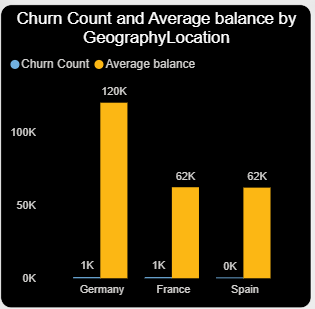 Churn Count and Average balance by
GeographyLocation
Churn Count Average balance
120K
100K
62K 62K
50K
1K 1K 0K
0K
Germany France Spain